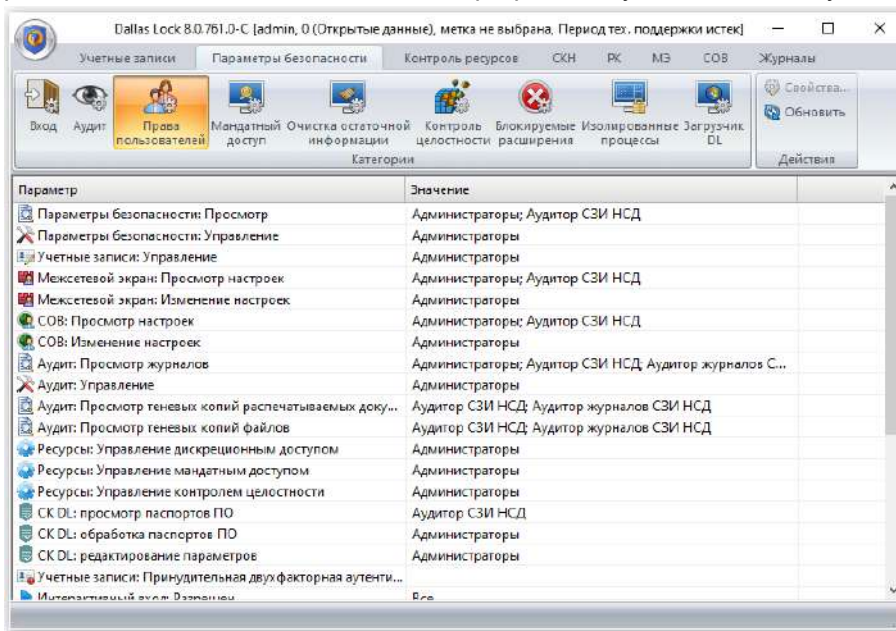 Dallas Lock 8.0.761.0-C [admin, 0 (Открытые данные), метка не выбрана, Период тех. поддержки истек]
Учетные записи Параметры безопасности Контроль ресурсов СКН РК МЭ СОВ Журналы
Вход Аудит Права пользователей Мандатный доступ Очистка остаточной информации Контроль целостности Блокируемые расширения Изолированные процессы Загрузчик DL
Свойства...
Обновить
Категории Действия
Параметр Значение
Параметры безопасности: Просмотр Администраторы; Аудитор СЗИ НСД
Параметры безопасности: Управление Администраторы
Учетные записи: Управление Администраторы
Межсетевой экран: Просмотр настроек Администраторы; Аудитор СЗИ НСД
Межсетевой экран: Изменение настроек Администраторы
СОВ: Просмотр настроек Администраторы; Аудитор СЗИ НСД
СОВ: Изменение настроек Администраторы
Аудит: Просмотр журналов Администраторы; Аудитор СЗИ НСД; Аудитор журналов С...
Аудит: Управление Администраторы
Аудит: Просмотр теневых копий распечатываемых доку... Аудитор СЗИ НСД; Аудитор журналов СЗИ НСД
Аудит: Просмотр теневых копий файлов Аудитор СЗИ НСД; Аудитор журналов СЗИ НСД
Ресурсы: Управление дискреционным доступом Администраторы
Ресурсы: Управление мандатным доступом Администраторы
Ресурсы: Управление контролем целостности Администраторы
СК DL: просмотр паспортов ПО Аудитор СЗИ НСД
СК DL: обработка паспортов ПО Администраторы
СК DL: редактирование параметров Администраторы
Учетные записи: Принудительная двухфакторная аутенти...
Интерактивный вход: Разрешен Все